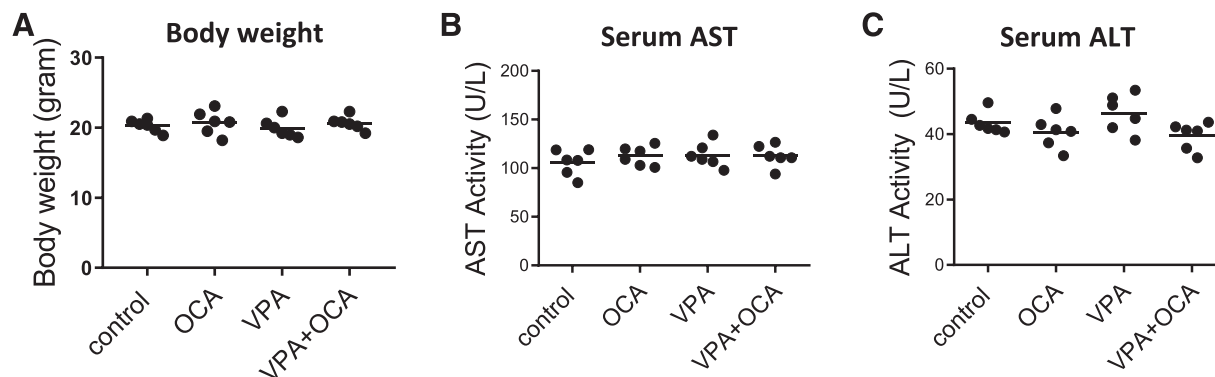 A
Body weight
Body weight (gram)
30
20
10
0
control
OCA
VPA
VPA+OCA
B
Serum AST
AST Activity (U/L)
200
150
100
50
0
control
OCA
VPA
VPA+OCA
C
Serum ALT
ALT Activity (U/L)
60
40
20
0
control
OCA
VPA
VPA+OCA